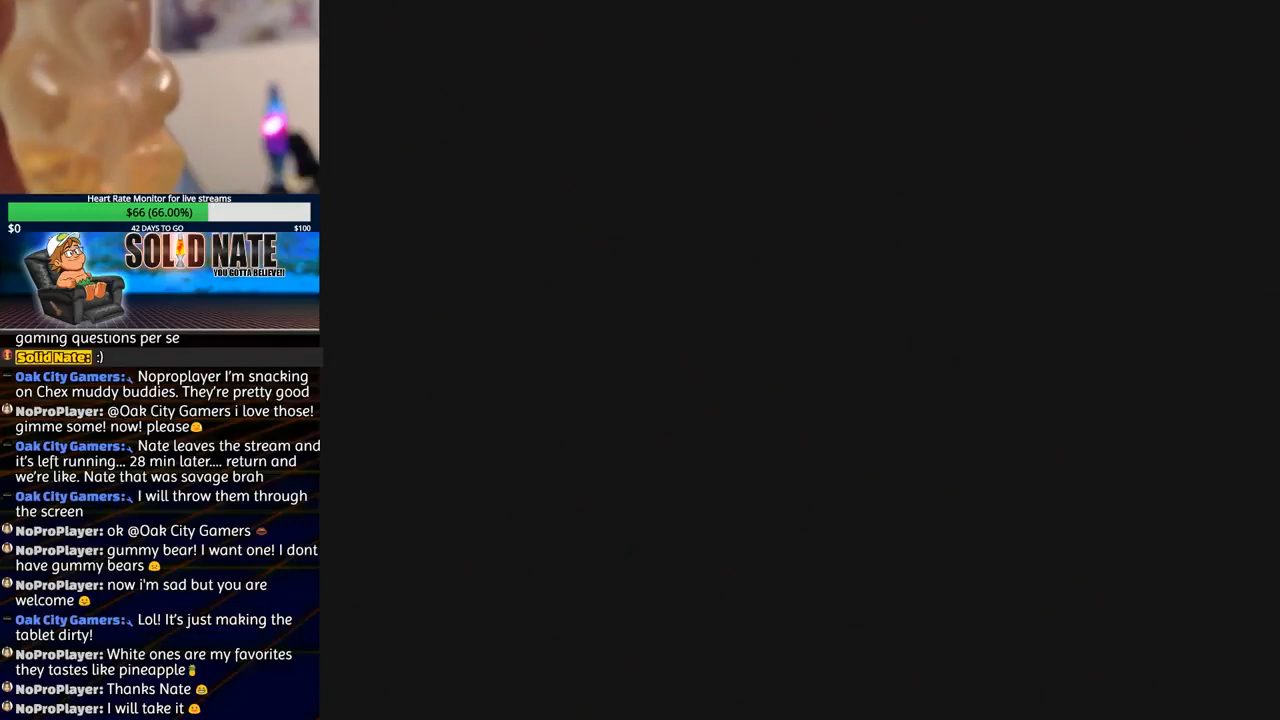 Heart Rate Monitor for live streams
$66 (66.00%)
$0 42 DAYS TO GO $100
SOLID NATE
YOU GOTTA BELIEVE!!
gaming questions per se
Solid Nate: :)
Oak City Gamers: Noproplayer I'm snacking
on Chex muddy buddies. They're pretty good
NoProPlayer: @Oak City Gamers i love those!
gimme some! now! please
Oak City Gamers: Nate leaves the stream and
it's left running... 28 min later.... return and
we're like. Nate that was savage brah
Oak City Gamers: I will throw them through
the screen
NoProPlayer: ok @Oak City Gamers
NoProPlayer: gummy bear! I want one! I dont
have gummy bears
NoProPlayer: now i'm sad but you are
welcome
Oak City Gamers: Lol! It's just making the
tablet dirty!
NoProPlayer: White ones are my favorites
they tastes like pineapple
NoProPlayer: Thanks Nate
NoProPlayer: I will take it